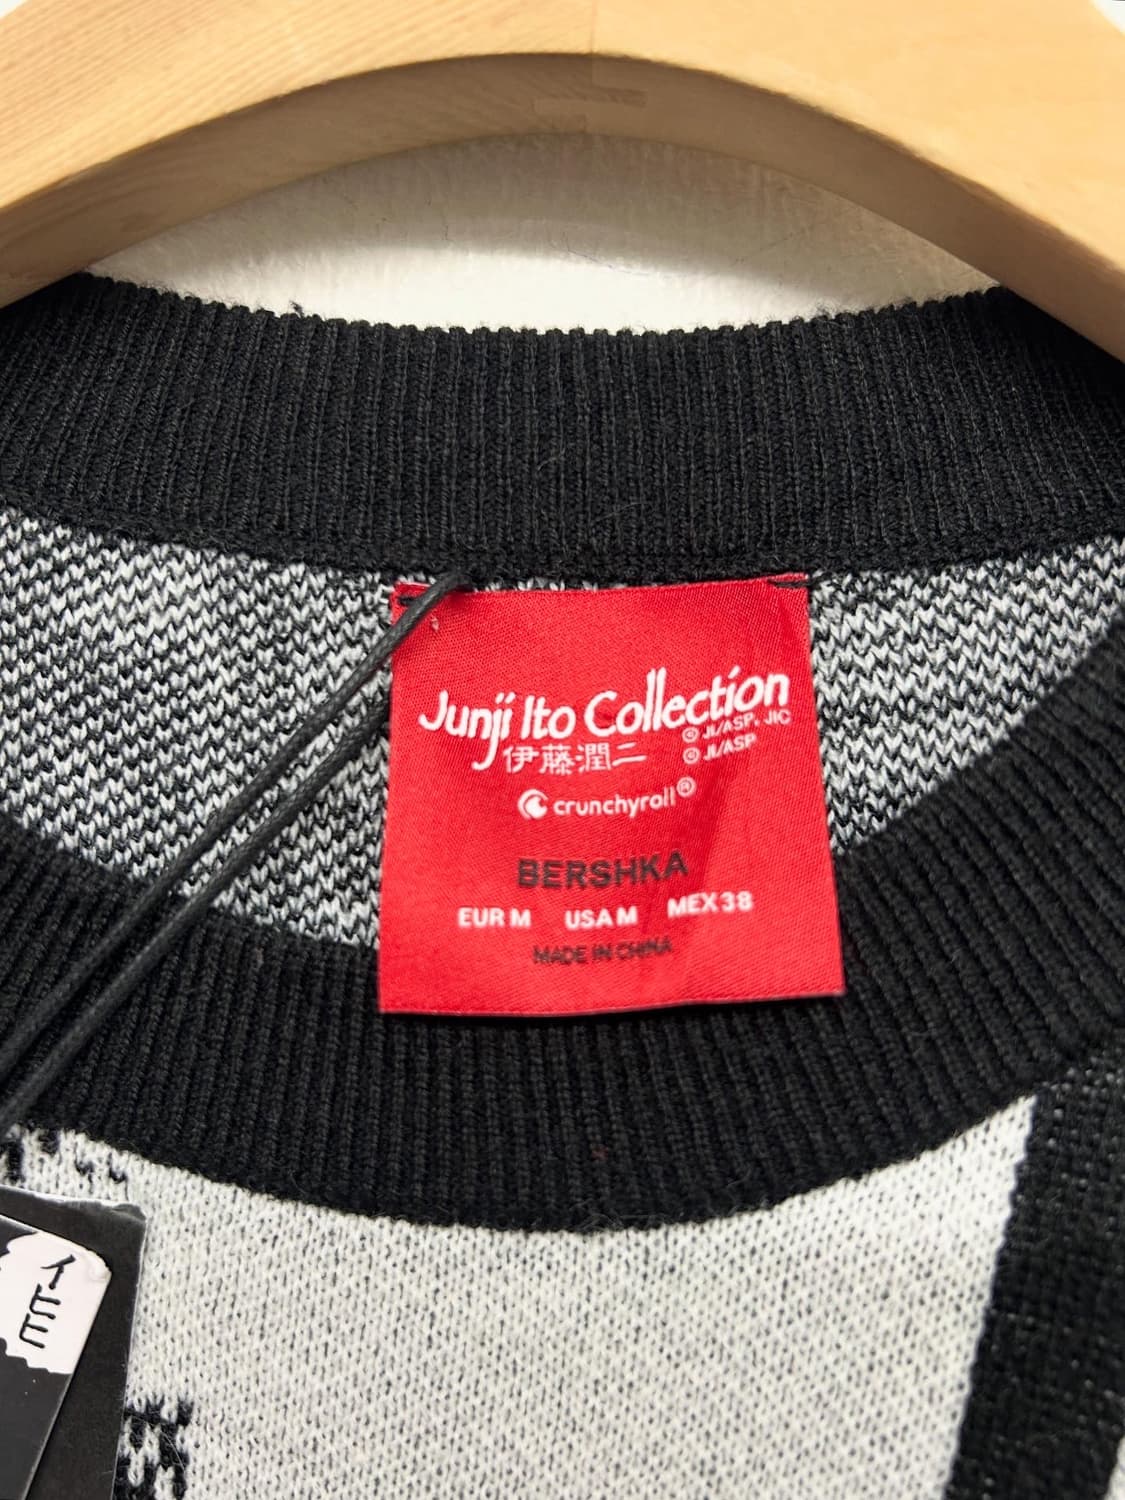 Junji Ito Collection
伊藤潤二
© JI/ASP, JIC
© JI/ASP
crunchyroll®
BERSHKA
EUR M USA M MEX 38
MADE IN CHINA